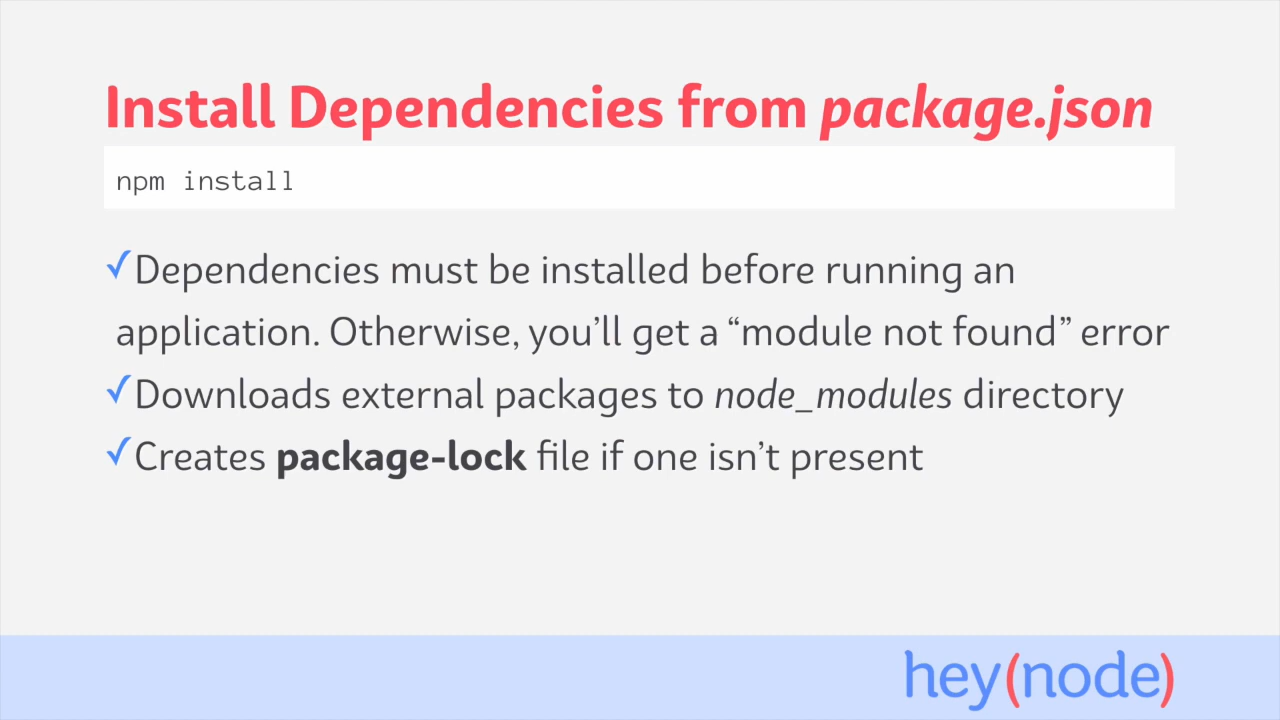 Install Dependencies from package.json
npm install
✓Dependencies must be installed before running an
application. Otherwise, you’ll get a “module not found” error
✓Downloads external packages to node_modules directory
✓Creates package-lock file if one isn’t present
hey(node)